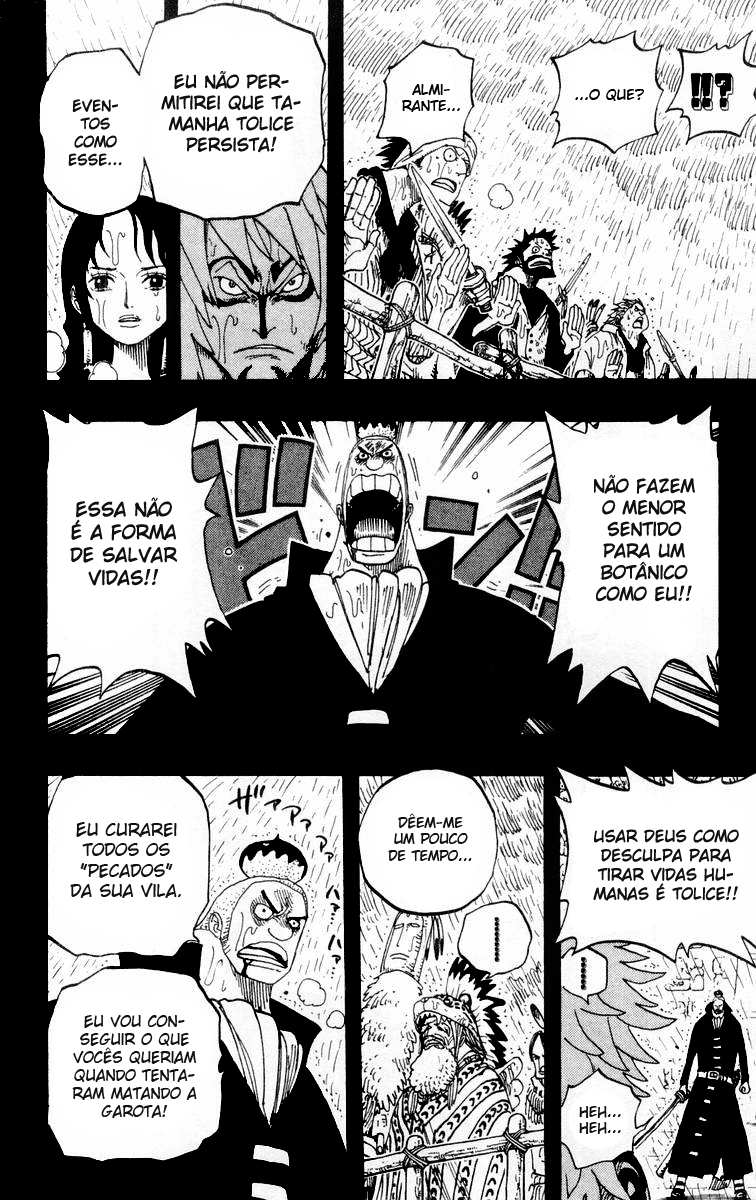 !!?
...O QUE?
ALMI-
RANTE...
EU NÃO PER-
MITIREI QUE TA-
MANHA TOLICE
PERSISTA!
EVEN-
TOS
COMO
ESSE...
NÃO FAZEM
O MENOR
SENTIDO
PARA UM
BOTÂNICO
COMO EU!!
ESSA NÃO
É A FORMA
DE SALVAR
VIDAS!!
USAR DEUS COMO
DESCULPA PARA
TIRAR VIDAS HU-
MANAS É TOLICE!!
HEH...
HEH...
DÊEM-ME
UM POUCO
DE TEMPO...
EU CURAREI
TODOS OS
"PECADOS"
DA SUA VILA.
EU VOU CON-
SEGUIR O QUE
VOCÊS QUERIAM
QUANDO TENTA-
RAM MATANDO A
GAROTA!